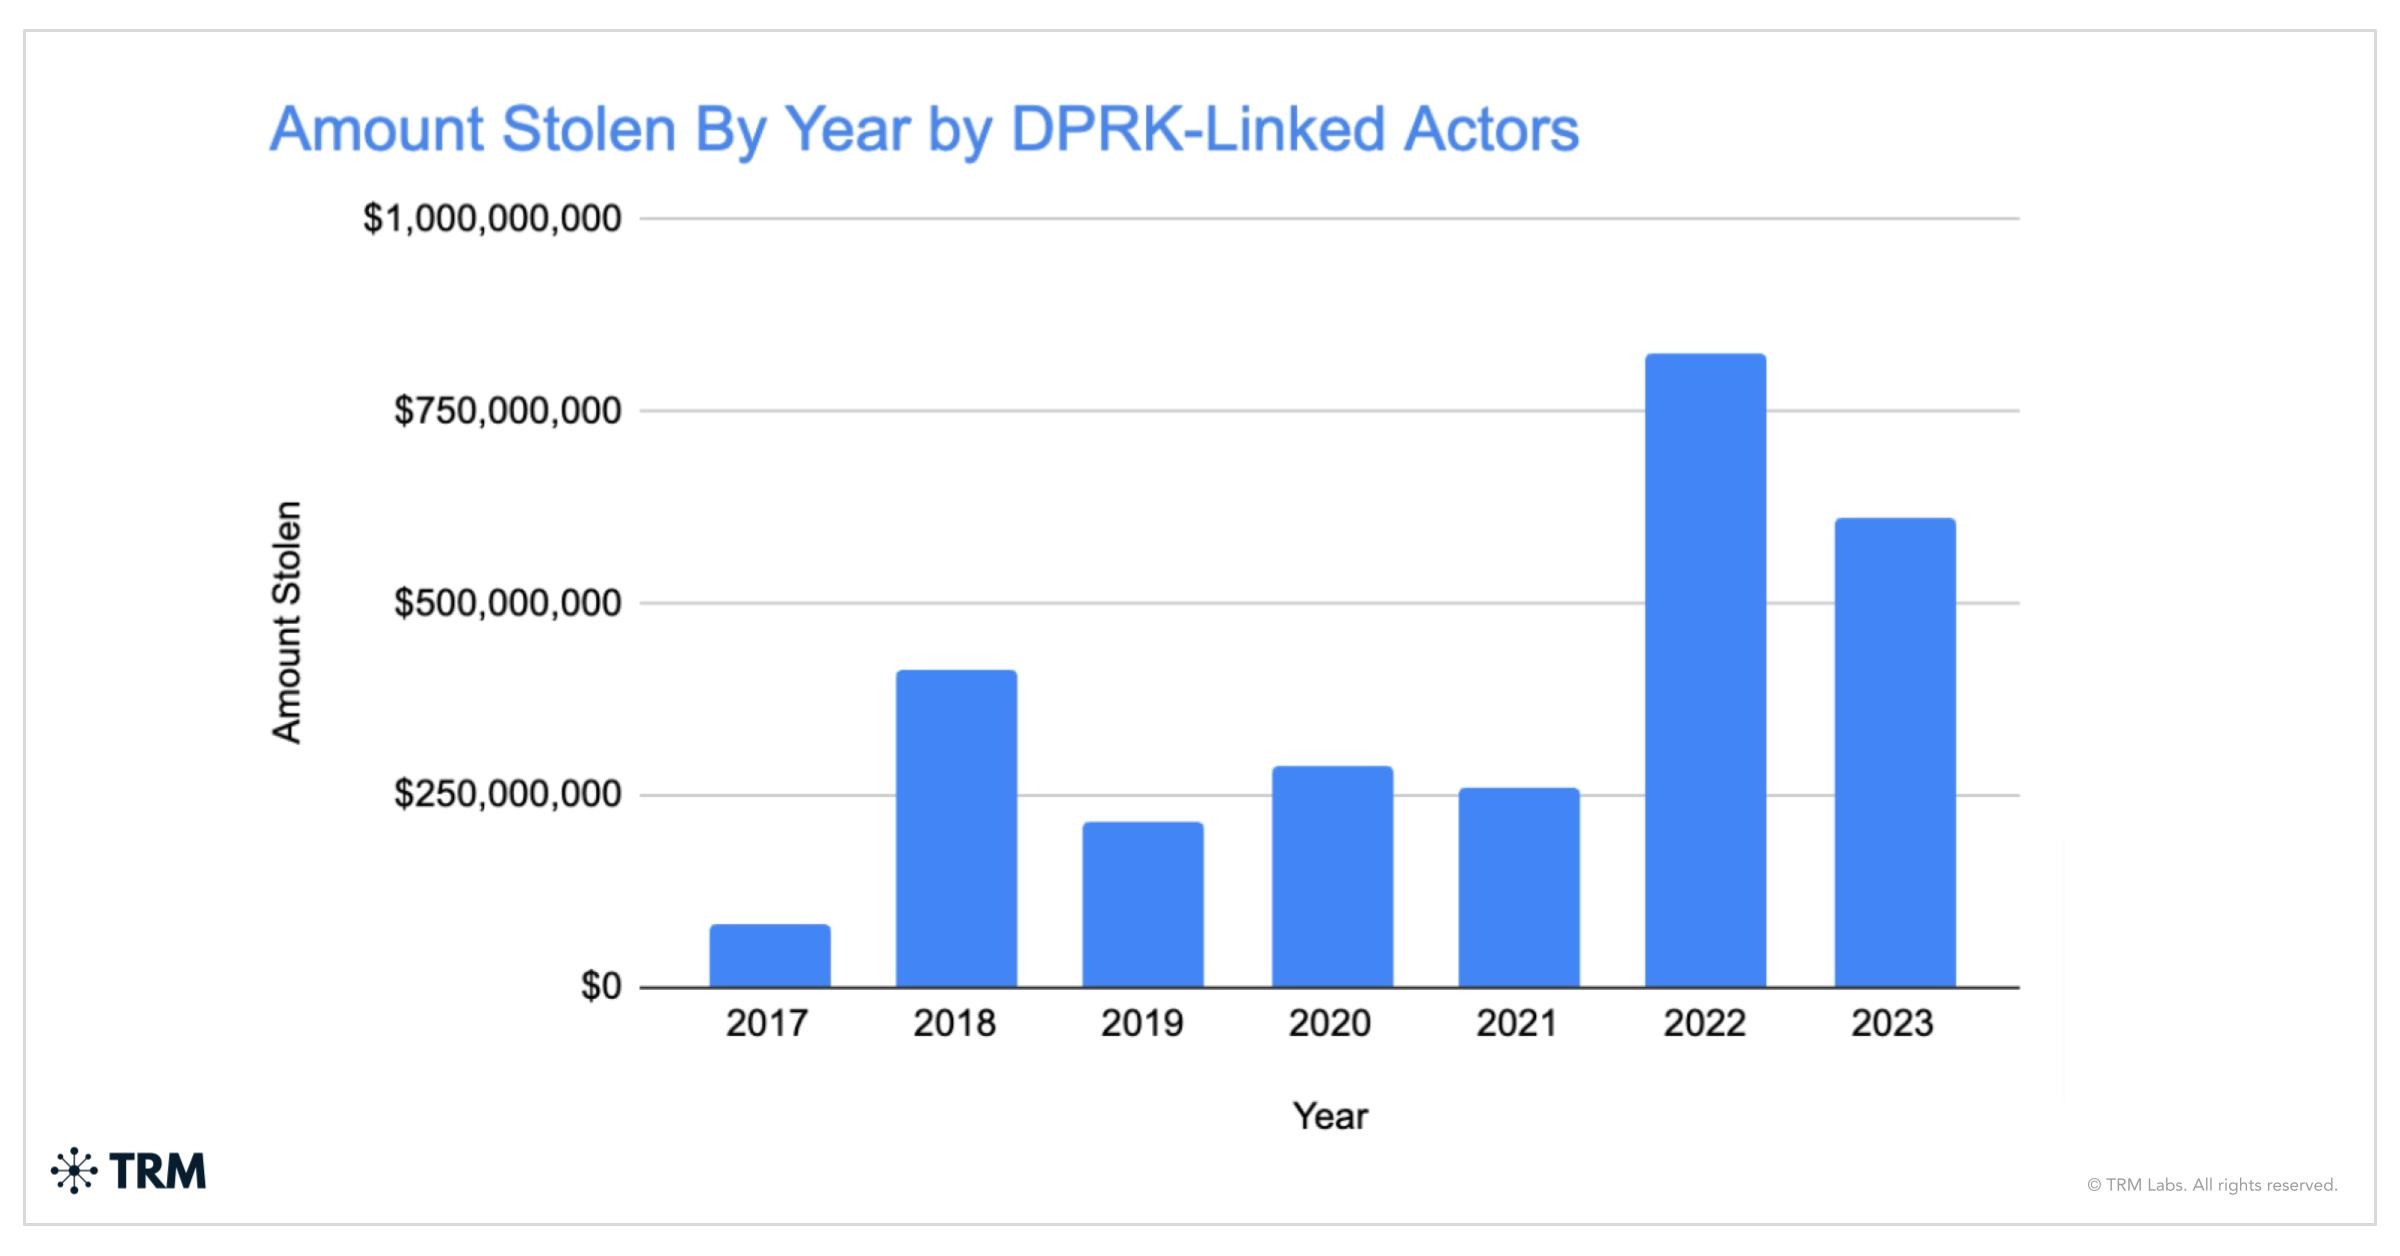 Amount Stolen By Year by DPRK-Linked Actors
$1,000,000,000
$750,000,000
$500,000,000
$250,000,000
$0
Amount Stolen
2017 2018 2019 2020 2021 2022 2023
Year
TRM
© TRM Labs. All rights reserved.